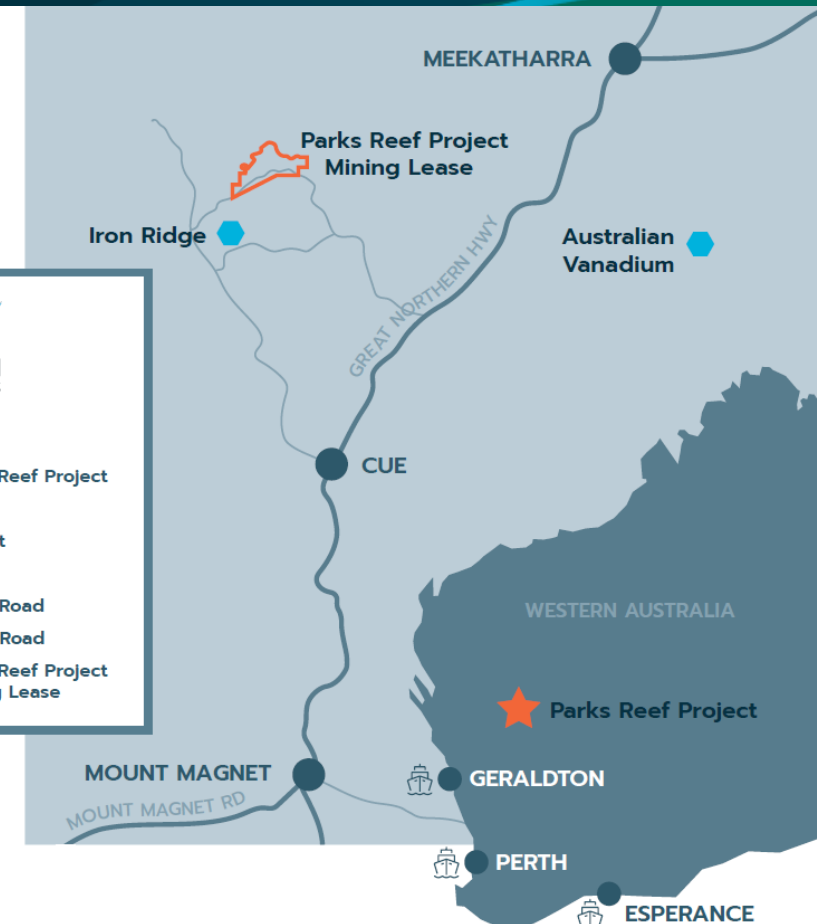 MEEKATHARRA
Parks Reef Project
Mining Lease
Iron Ridge
GREAT NORTHERN HWY
Australian
Vanadium
Reef Project
Road
Road
Reef Project
Lease
CUE
WESTERN AUSTRALIA
Parks Reef Project
MOUNT MAGNET
MOUNT MAGNET RD
GERALDTON
PERTH
ESPERANCE